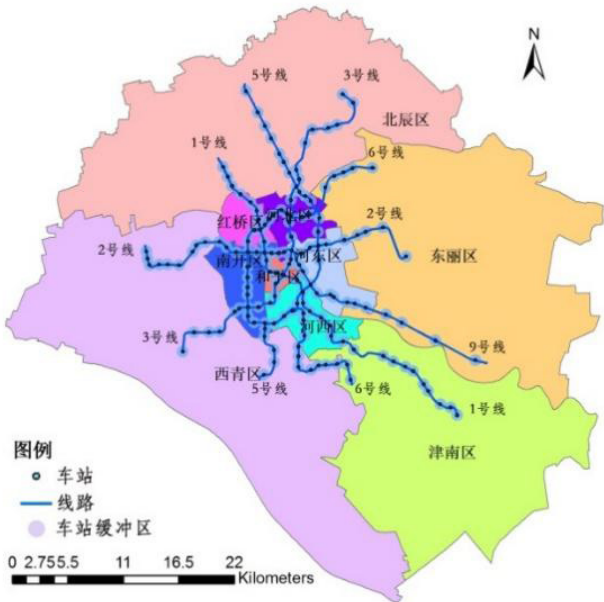 N
5号线
3号线
北辰区
1号线
6号线
红桥区
河北区
2号线
2号线
南开区
河东区
东丽区
和平区
河西区
3号线
9号线
西青区
5号线
6号线
1号线
津南区
图例
车站
线路
车站缓冲区
0 2.755.5 11 16.5 22
Kilometers